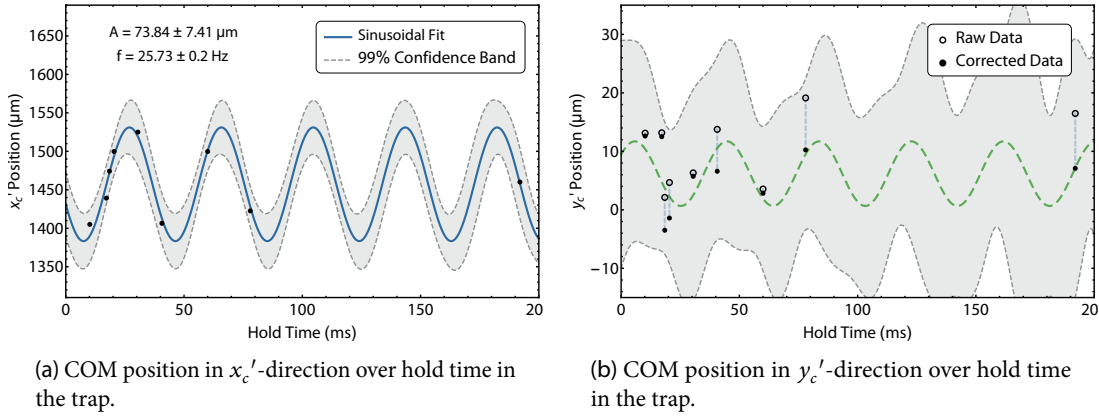 A = 73.84 ± 7.41 μm
f = 25.73 ± 0.2 Hz
Sinusoidal Fit
99% Confidence Band
1650
1600
1550
1500
1450
1400
1350
x_c' Position (μm)
0
50
100
150
20
Hold Time (ms)
(a) COM position in x_c'-direction over hold time in
the trap.
Raw Data
Corrected Data
30
20
10
0
−10
y_c' Position (μm)
0
50
100
150
20
Hold Time (ms)
(b) COM position in y_c'-direction over hold time
in the trap.